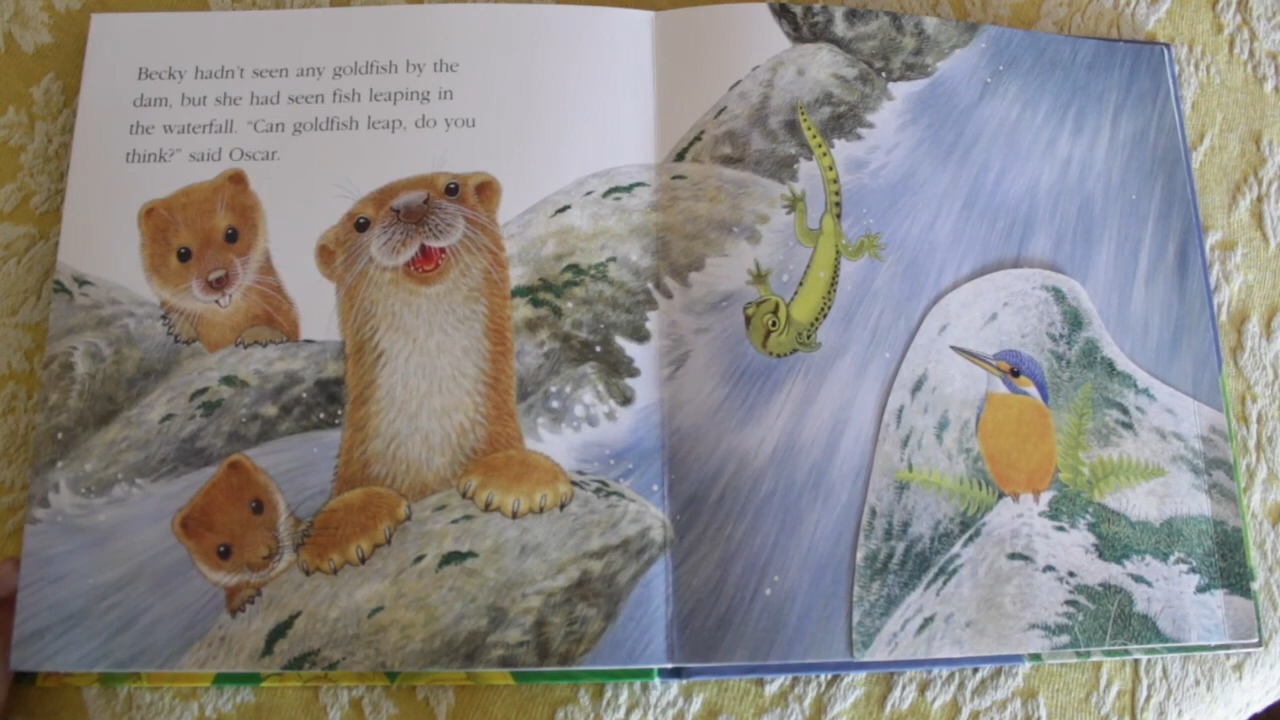 Becky hadn't seen any goldfish by the
dam, but she had seen fish leaping in
the waterfall. "Can goldfish leap, do you
think?" said Oscar.